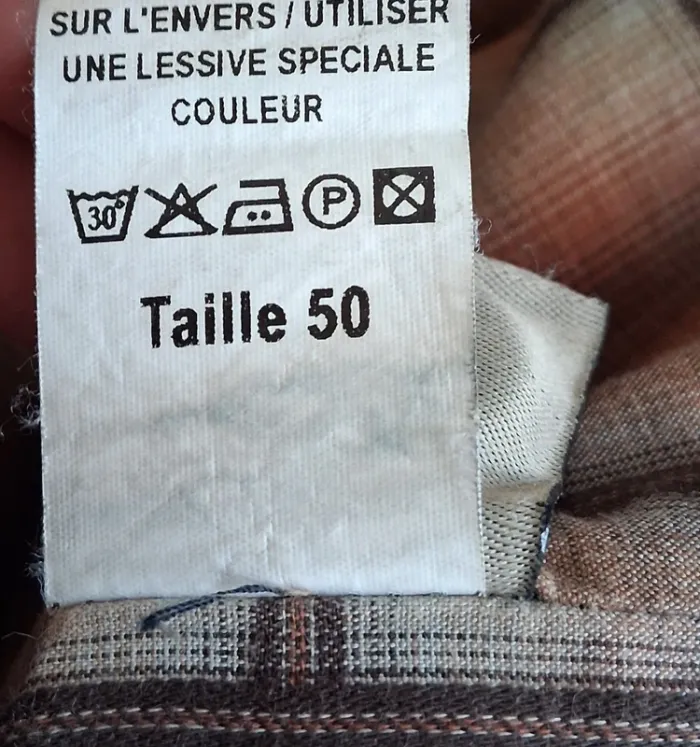 SUR L'ENVERS / UTILISER
UNE LESSIVE SPECIALE
COULEUR
30° P
Taille 50